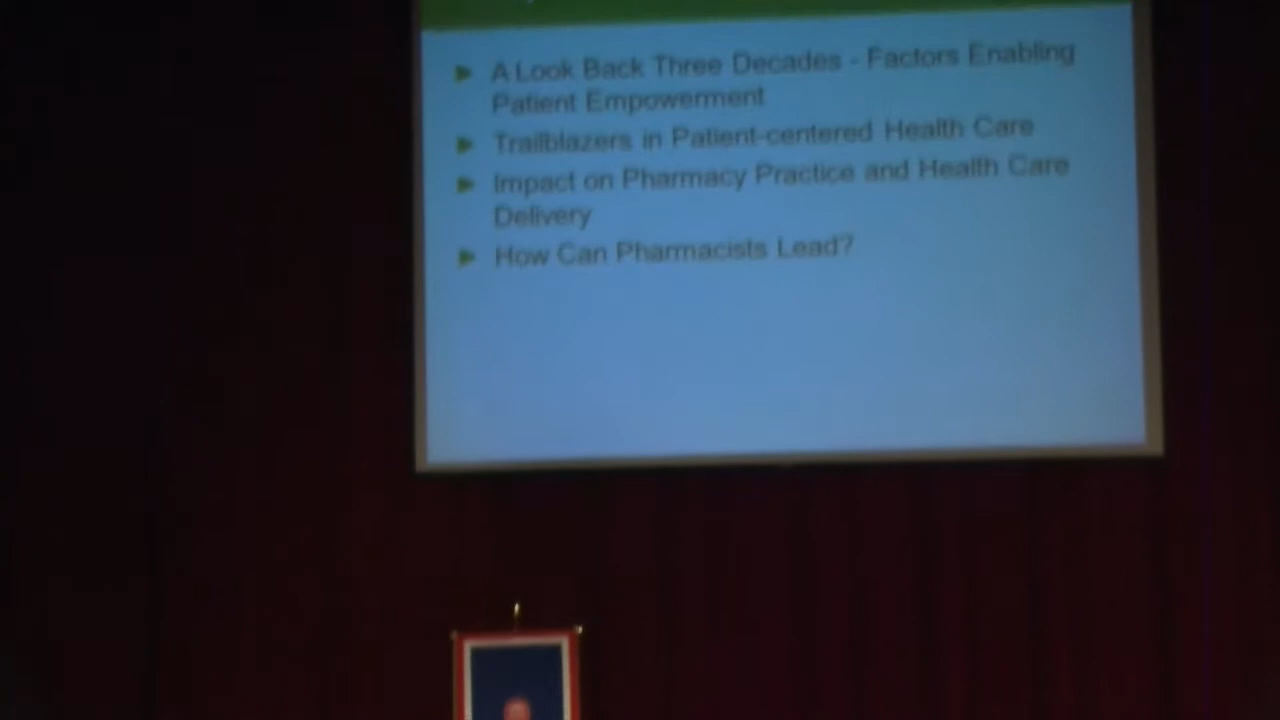 A Look Back Three Decades - Factors Enabling
Patient Empowerment
Trailblazers in Patient-centered Health Care
Impact on Pharmacy Practice and Health Care
Delivery
How Can Pharmacists Lead?